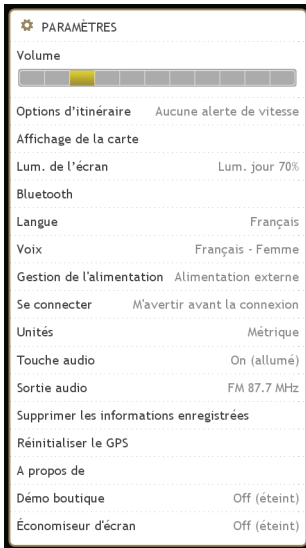 PARAMÈTRES
Volume
Options d'itinéraire Aucune alerte de vitesse
Affichage de la carte
Lum. de l'écran Lum. jour 70%
Bluetooth
Langue Français
Voix Français - Femme
Gestion de l'alimentation Alimentation externe
Se connecter M'avertir avant la connexion
Unités Métrique
Touche audio On (allumé)
Sortie audio FM 87.7 MHz
Supprimer les informations enregistrées
Réinitialiser le GPS
A propos de
Démo boutique Off (éteint)
Économiseur d'écran Off (éteint)